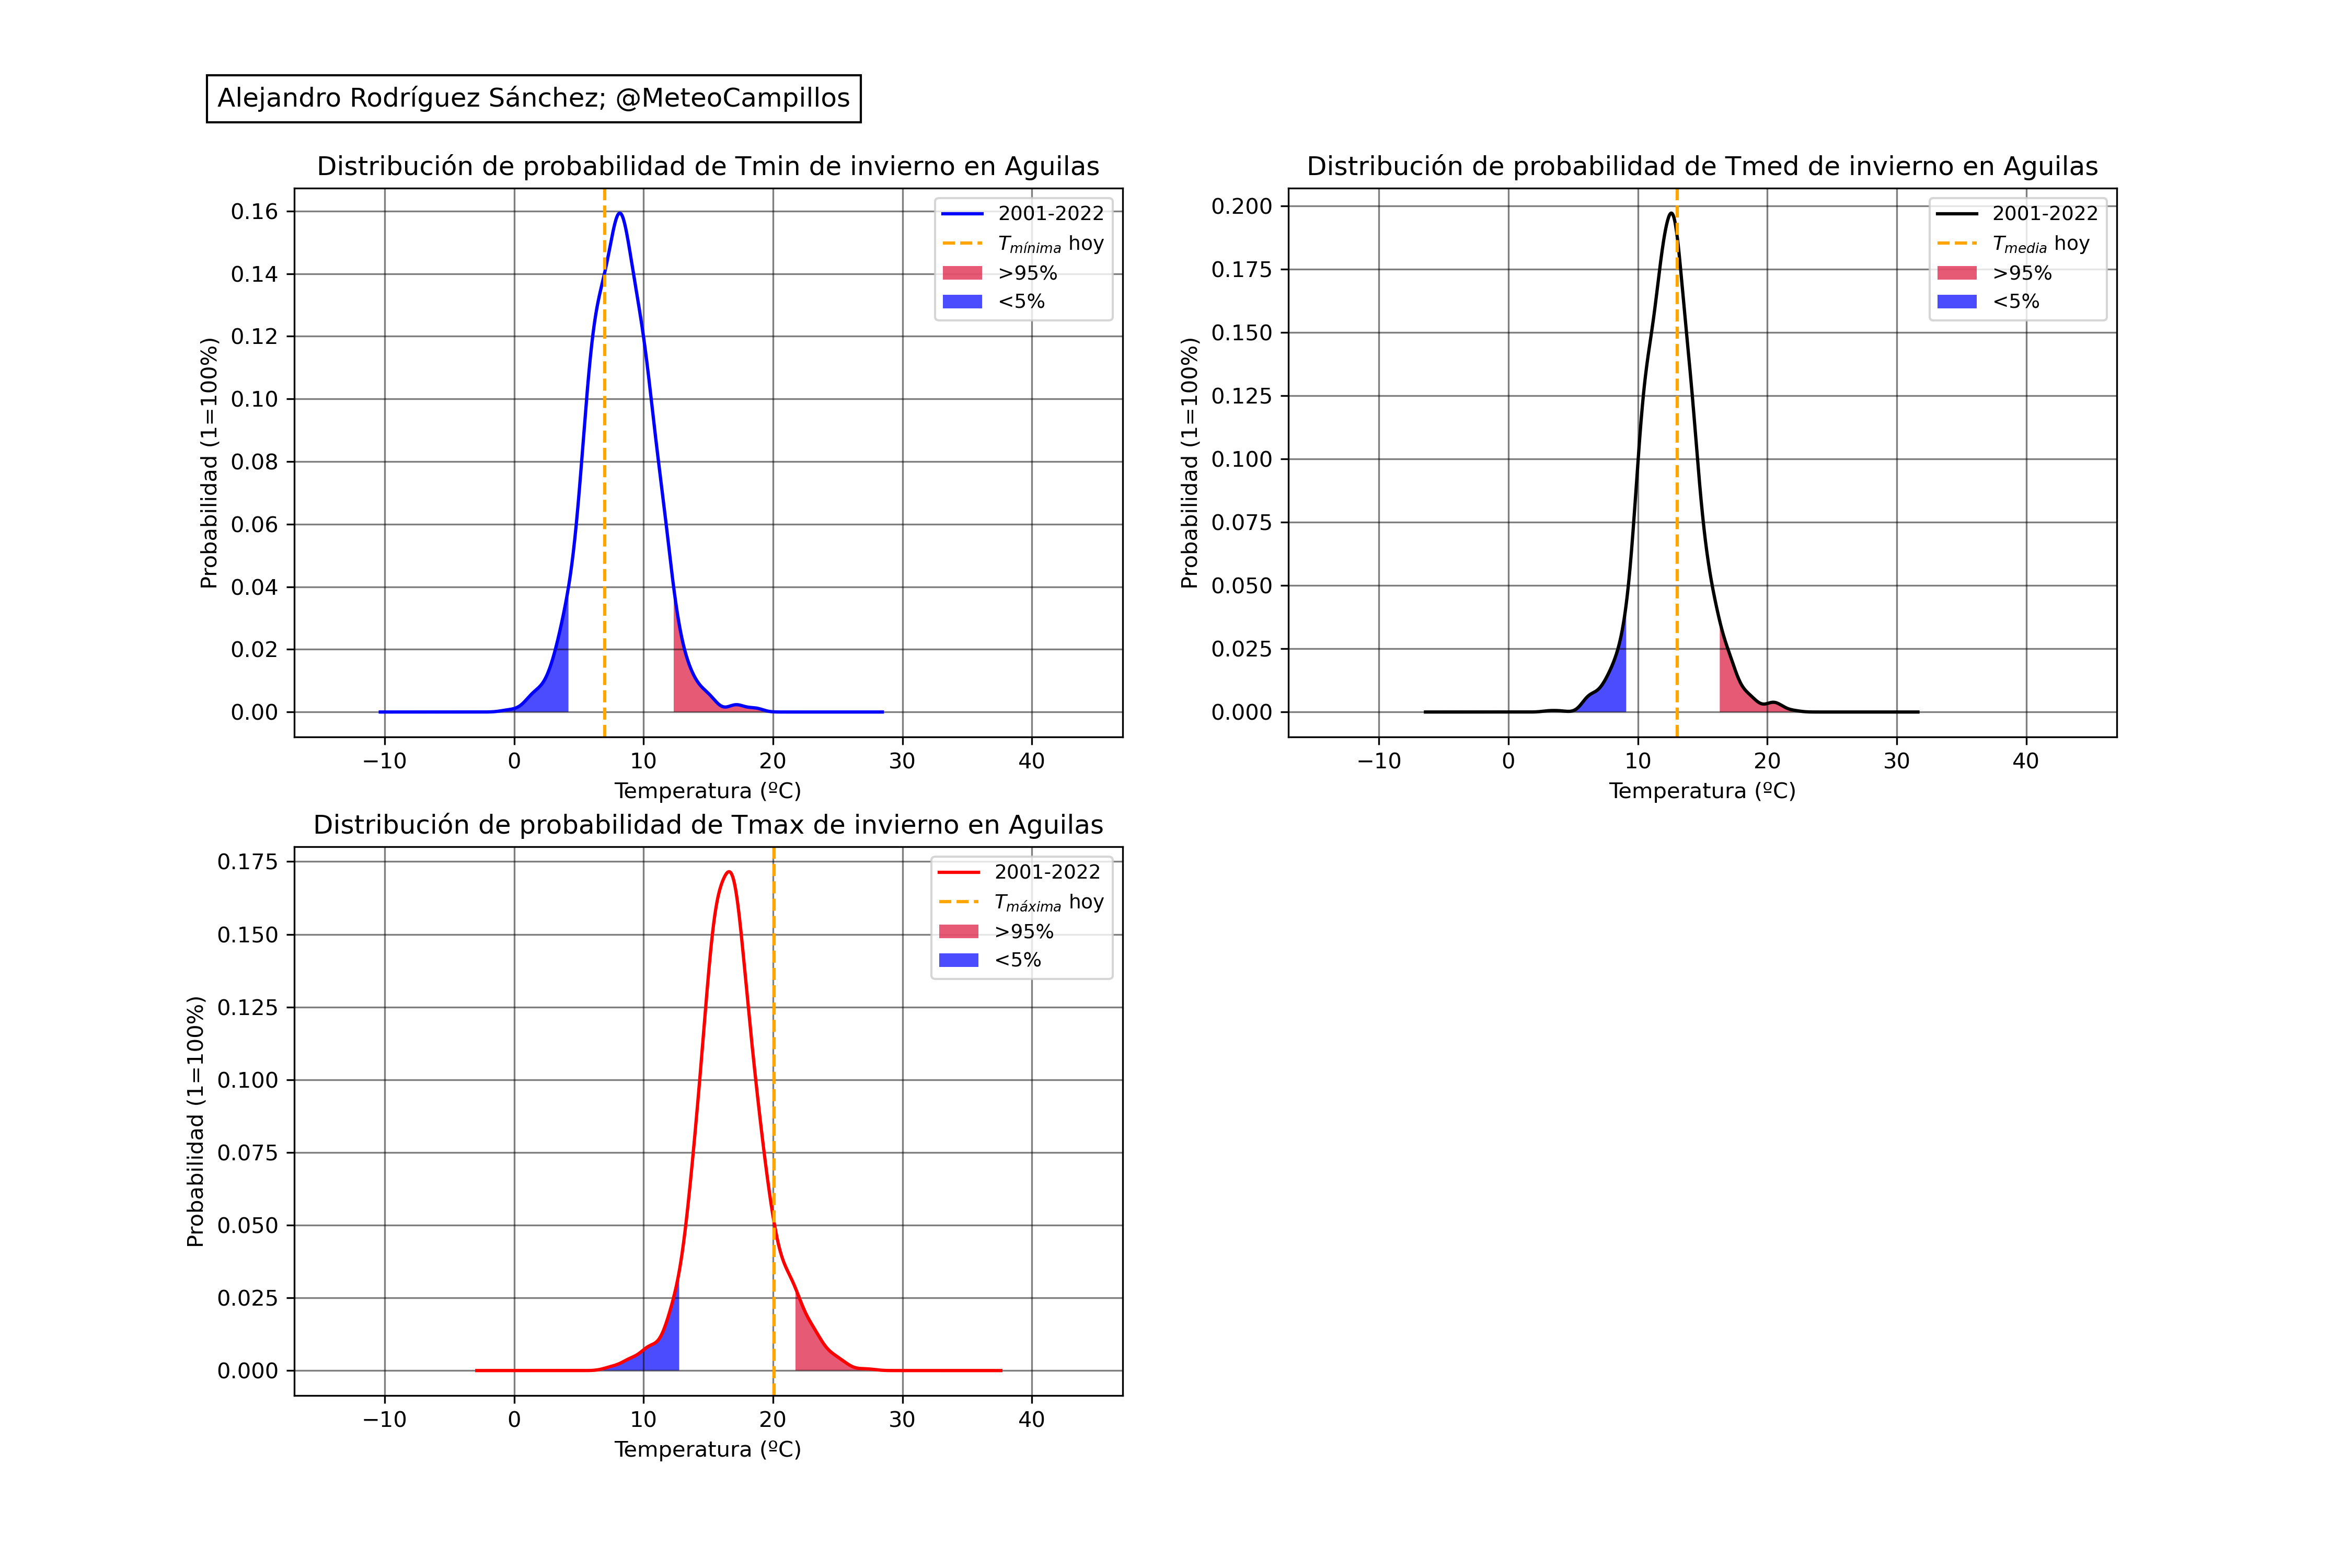 Alejandro Rodríguez Sánchez; @MeteoCampillos
Distribución de probabilidad de Tmin de invierno en Aguilas
Probabilidad (1=100%)
0.16
0.14
0.12
0.10
0.08
0.06
0.04
0.02
0.00
−10 0 10 20 30 40
Temperatura (ºC)
2001-2022
Tmínima hoy
>95%
<5%
Distribución de probabilidad de Tmed de invierno en Aguilas
Probabilidad (1=100%)
0.200
0.175
0.150
0.125
0.100
0.075
0.050
0.025
0.000
−10 0 10 20 30 40
Temperatura (ºC)
2001-2022
Tmedia hoy
>95%
<5%
Distribución de probabilidad de Tmax de invierno en Aguilas
Probabilidad (1=100%)
0.175
0.150
0.125
0.100
0.075
0.050
0.025
0.000
−10 0 10 20 30 40
Temperatura (ºC)
2001-2022
Tmáxima hoy
>95%
<5%